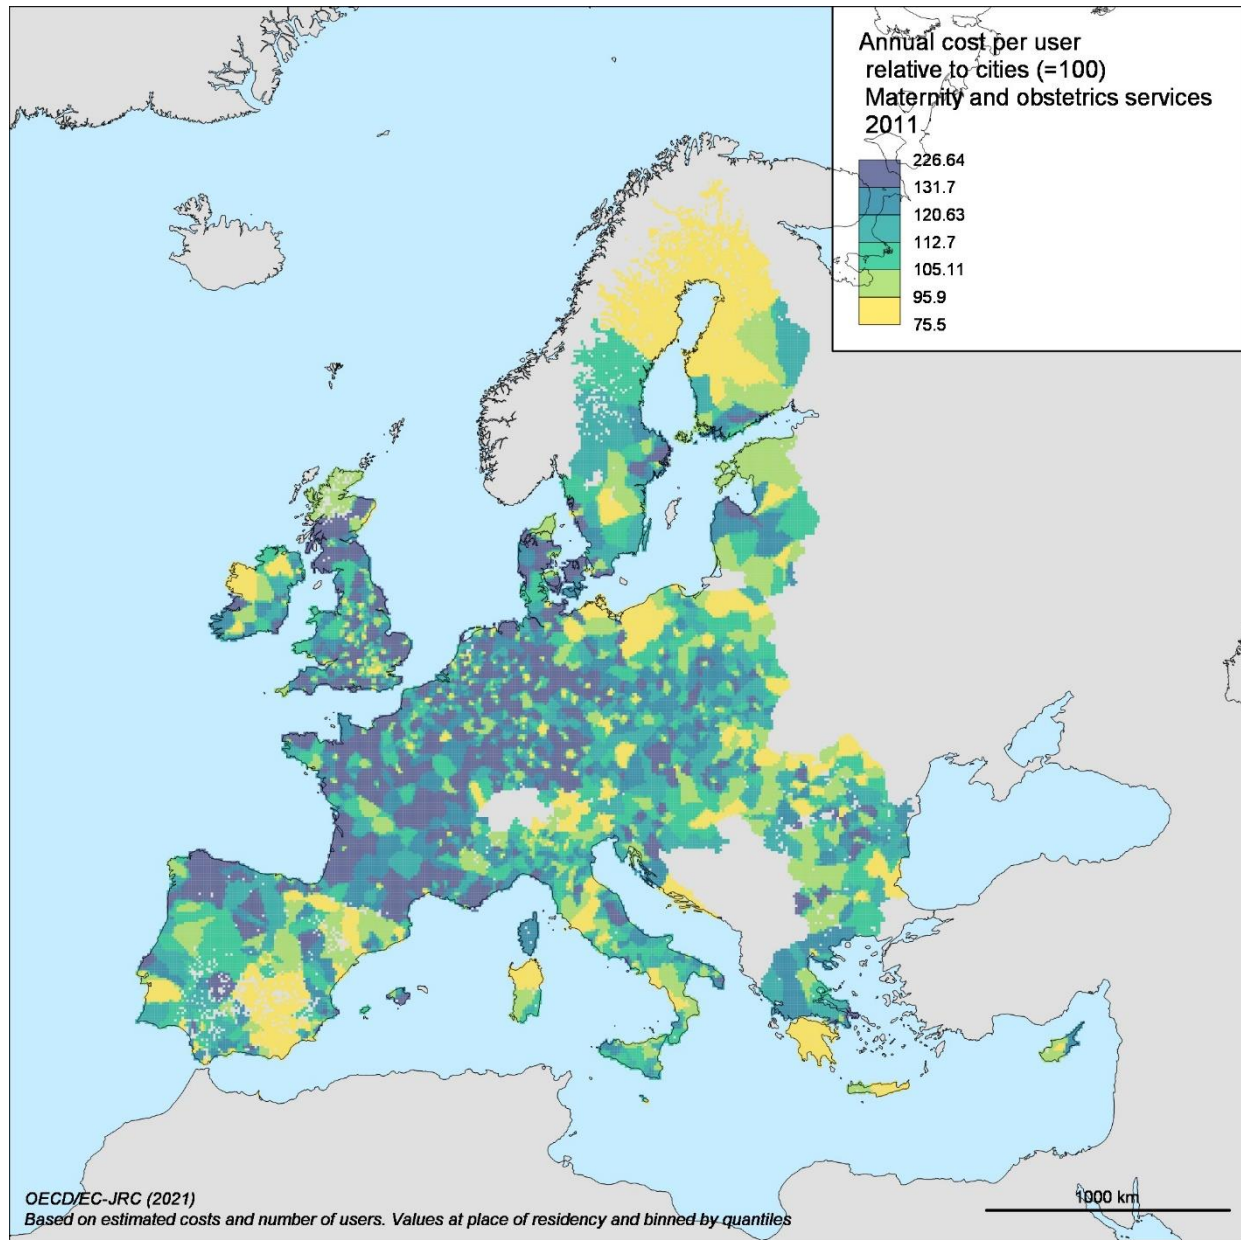 Annual cost per user
relative to cities (=100)
Maternity and obstetrics services
2011
226.64
131.7
120.63
112.7
105.11
95.9
75.5
OECD/EC-JRC (2021)
1000 km
Based on estimated costs and number of users. Values at place of residency and binned by quantiles